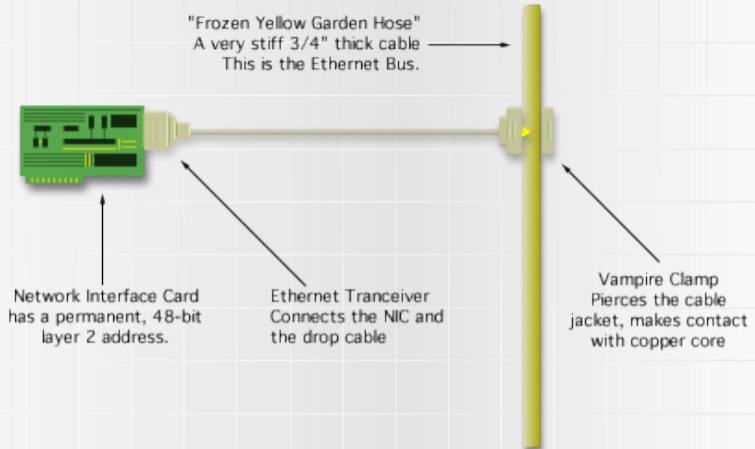 "Frozen Yellow Garden Hose"
A very stiff 3/4" thick cable
This is the Ethernet Bus.
Network Interface Card
has a permanent, 48-bit
layer 2 address.
Ethernet Tranceiver
Connects the NIC and
the drop cable
Vampire Clamp
Pierces the cable
jacket, makes contact
with copper core